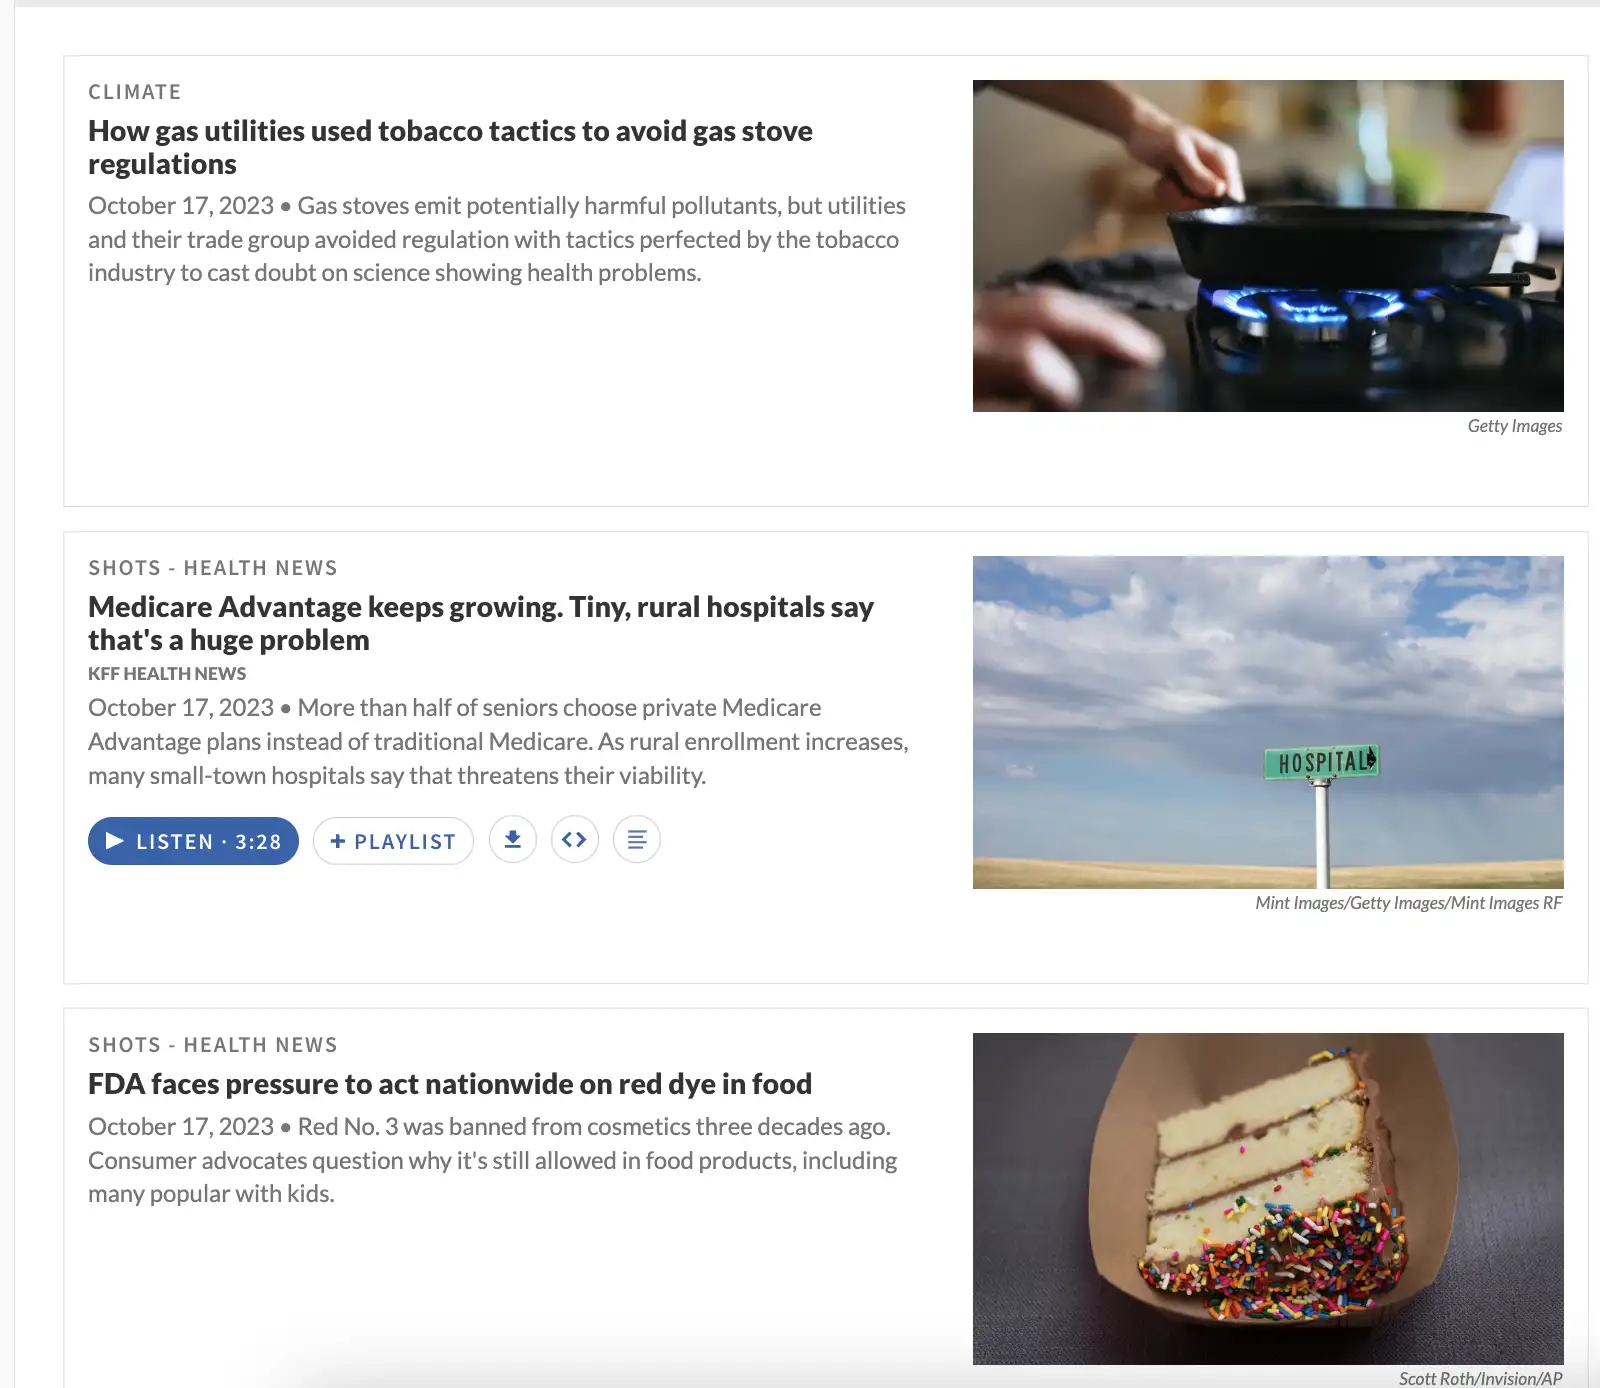 CLIMATE
How gas utilities used tobacco tactics to avoid gas stove
regulations
October 17, 2023 • Gas stoves emit potentially harmful pollutants, but utilities
and their trade group avoided regulation with tactics perfected by the tobacco
industry to cast doubt on science showing health problems.
Getty Images
SHOTS - HEALTH NEWS
Medicare Advantage keeps growing. Tiny, rural hospitals say
that's a huge problem
KFF HEALTH NEWS
October 17, 2023 • More than half of seniors choose private Medicare
Advantage plans instead of traditional Medicare. As rural enrollment increases,
many small-town hospitals say that threatens their viability.
LISTEN · 3:28
+ PLAYLIST
HOSPITAL
Mint Images/Getty Images/Mint Images RF
SHOTS - HEALTH NEWS
FDA faces pressure to act nationwide on red dye in food
October 17, 2023 • Red No. 3 was banned from cosmetics three decades ago.
Consumer advocates question why it's still allowed in food products, including
many popular with kids.
Scott Roth/Invision/AP